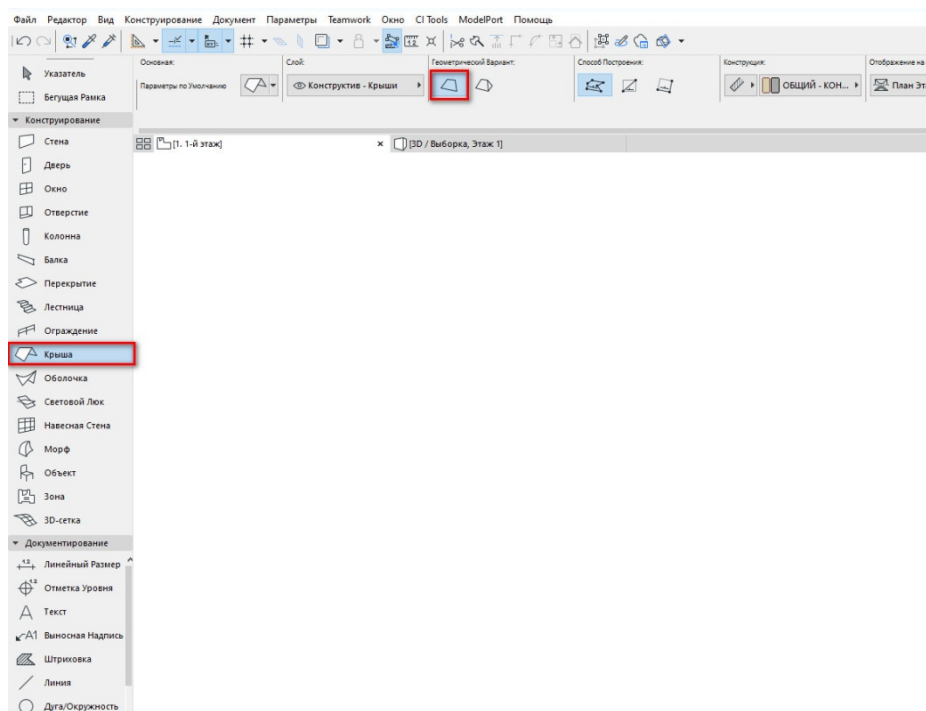 Файл Редактор Вид Конструирование Документ Параметры Teamwork Окно CI Tools ModelPort Помощь
Основная: Слой: Геометрический Вариант: Способ Построения: Конструкция: Отображение на
Указатель
Параметры по Умолчанию Конструктив - Крыши ОБЩИЙ - КОН... План Эт
Бегущая Рамка
Конструирование
Стена
[1. 1-й этаж] [3D / Выборка, Этаж 1]
Дверь
Окно
Отверстие
Колонна
Балка
Перекрытие
Лестница
Ограждение
Крыша
Оболочка
Световой Люк
Навесная Стена
Морф
Объект
Зона
3D-сетка
Документирование
Линейный Размер
Отметка Уровня
Текст
A1 Выносная Надпись
Штриховка
Линия
Дуга/Окружность